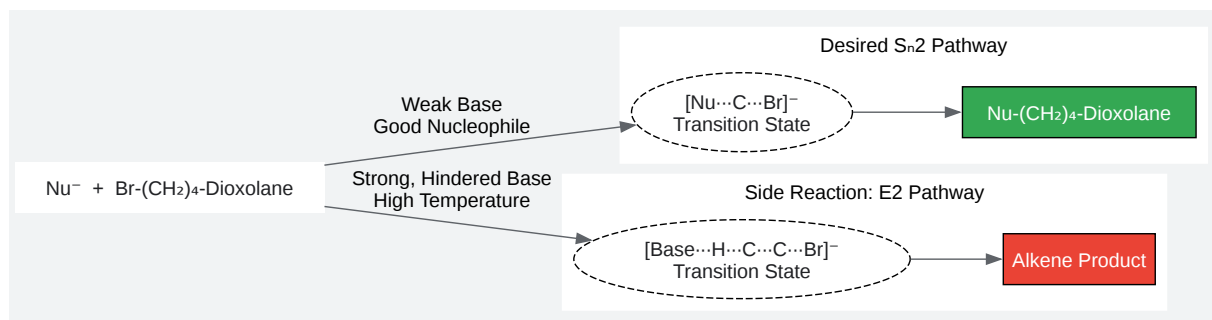 Desired Sₙ2 Pathway
Weak Base
Good Nucleophile
[Nu···C···Br]⁻
Transition State
Nu-(CH₂)₄-Dioxolane
Nu⁻ + Br-(CH₂)₄-Dioxolane
Strong, Hindered Base
High Temperature
Side Reaction: E2 Pathway
[Base···H···C···C···Br]⁻
Transition State
Alkene Product